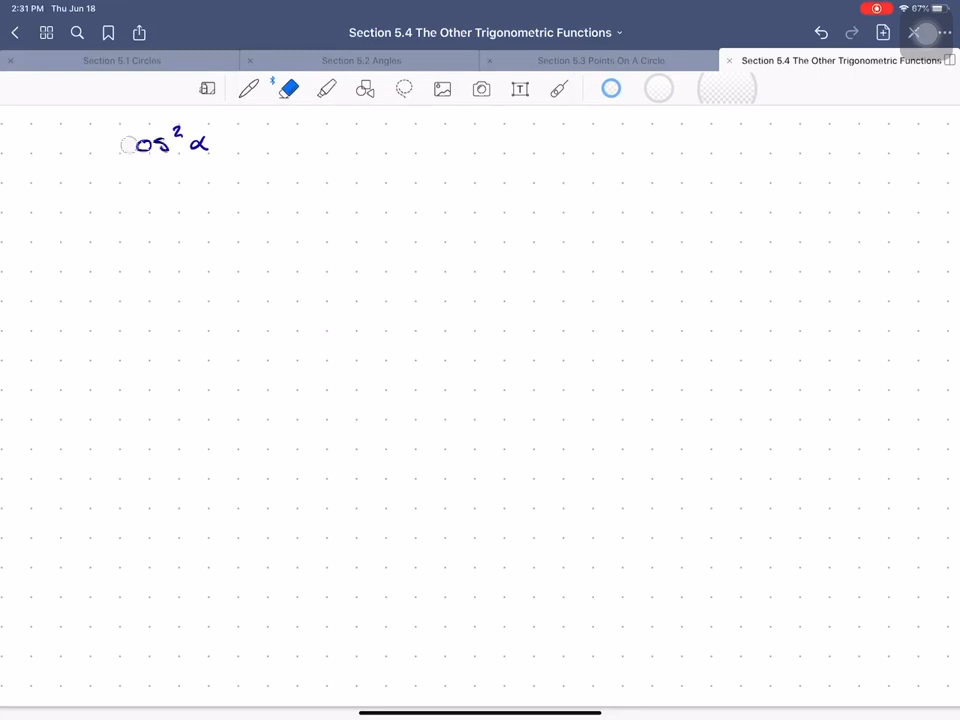 2:31 PM Thu Jun 18 67%
Section 5.4 The Other Trigonometric Functions
Section 5.1 Circles Section 5.2 Angles Section 5.3 Points On A Circle Section 5.4 The Other Trigonometric Functions
T
os² α